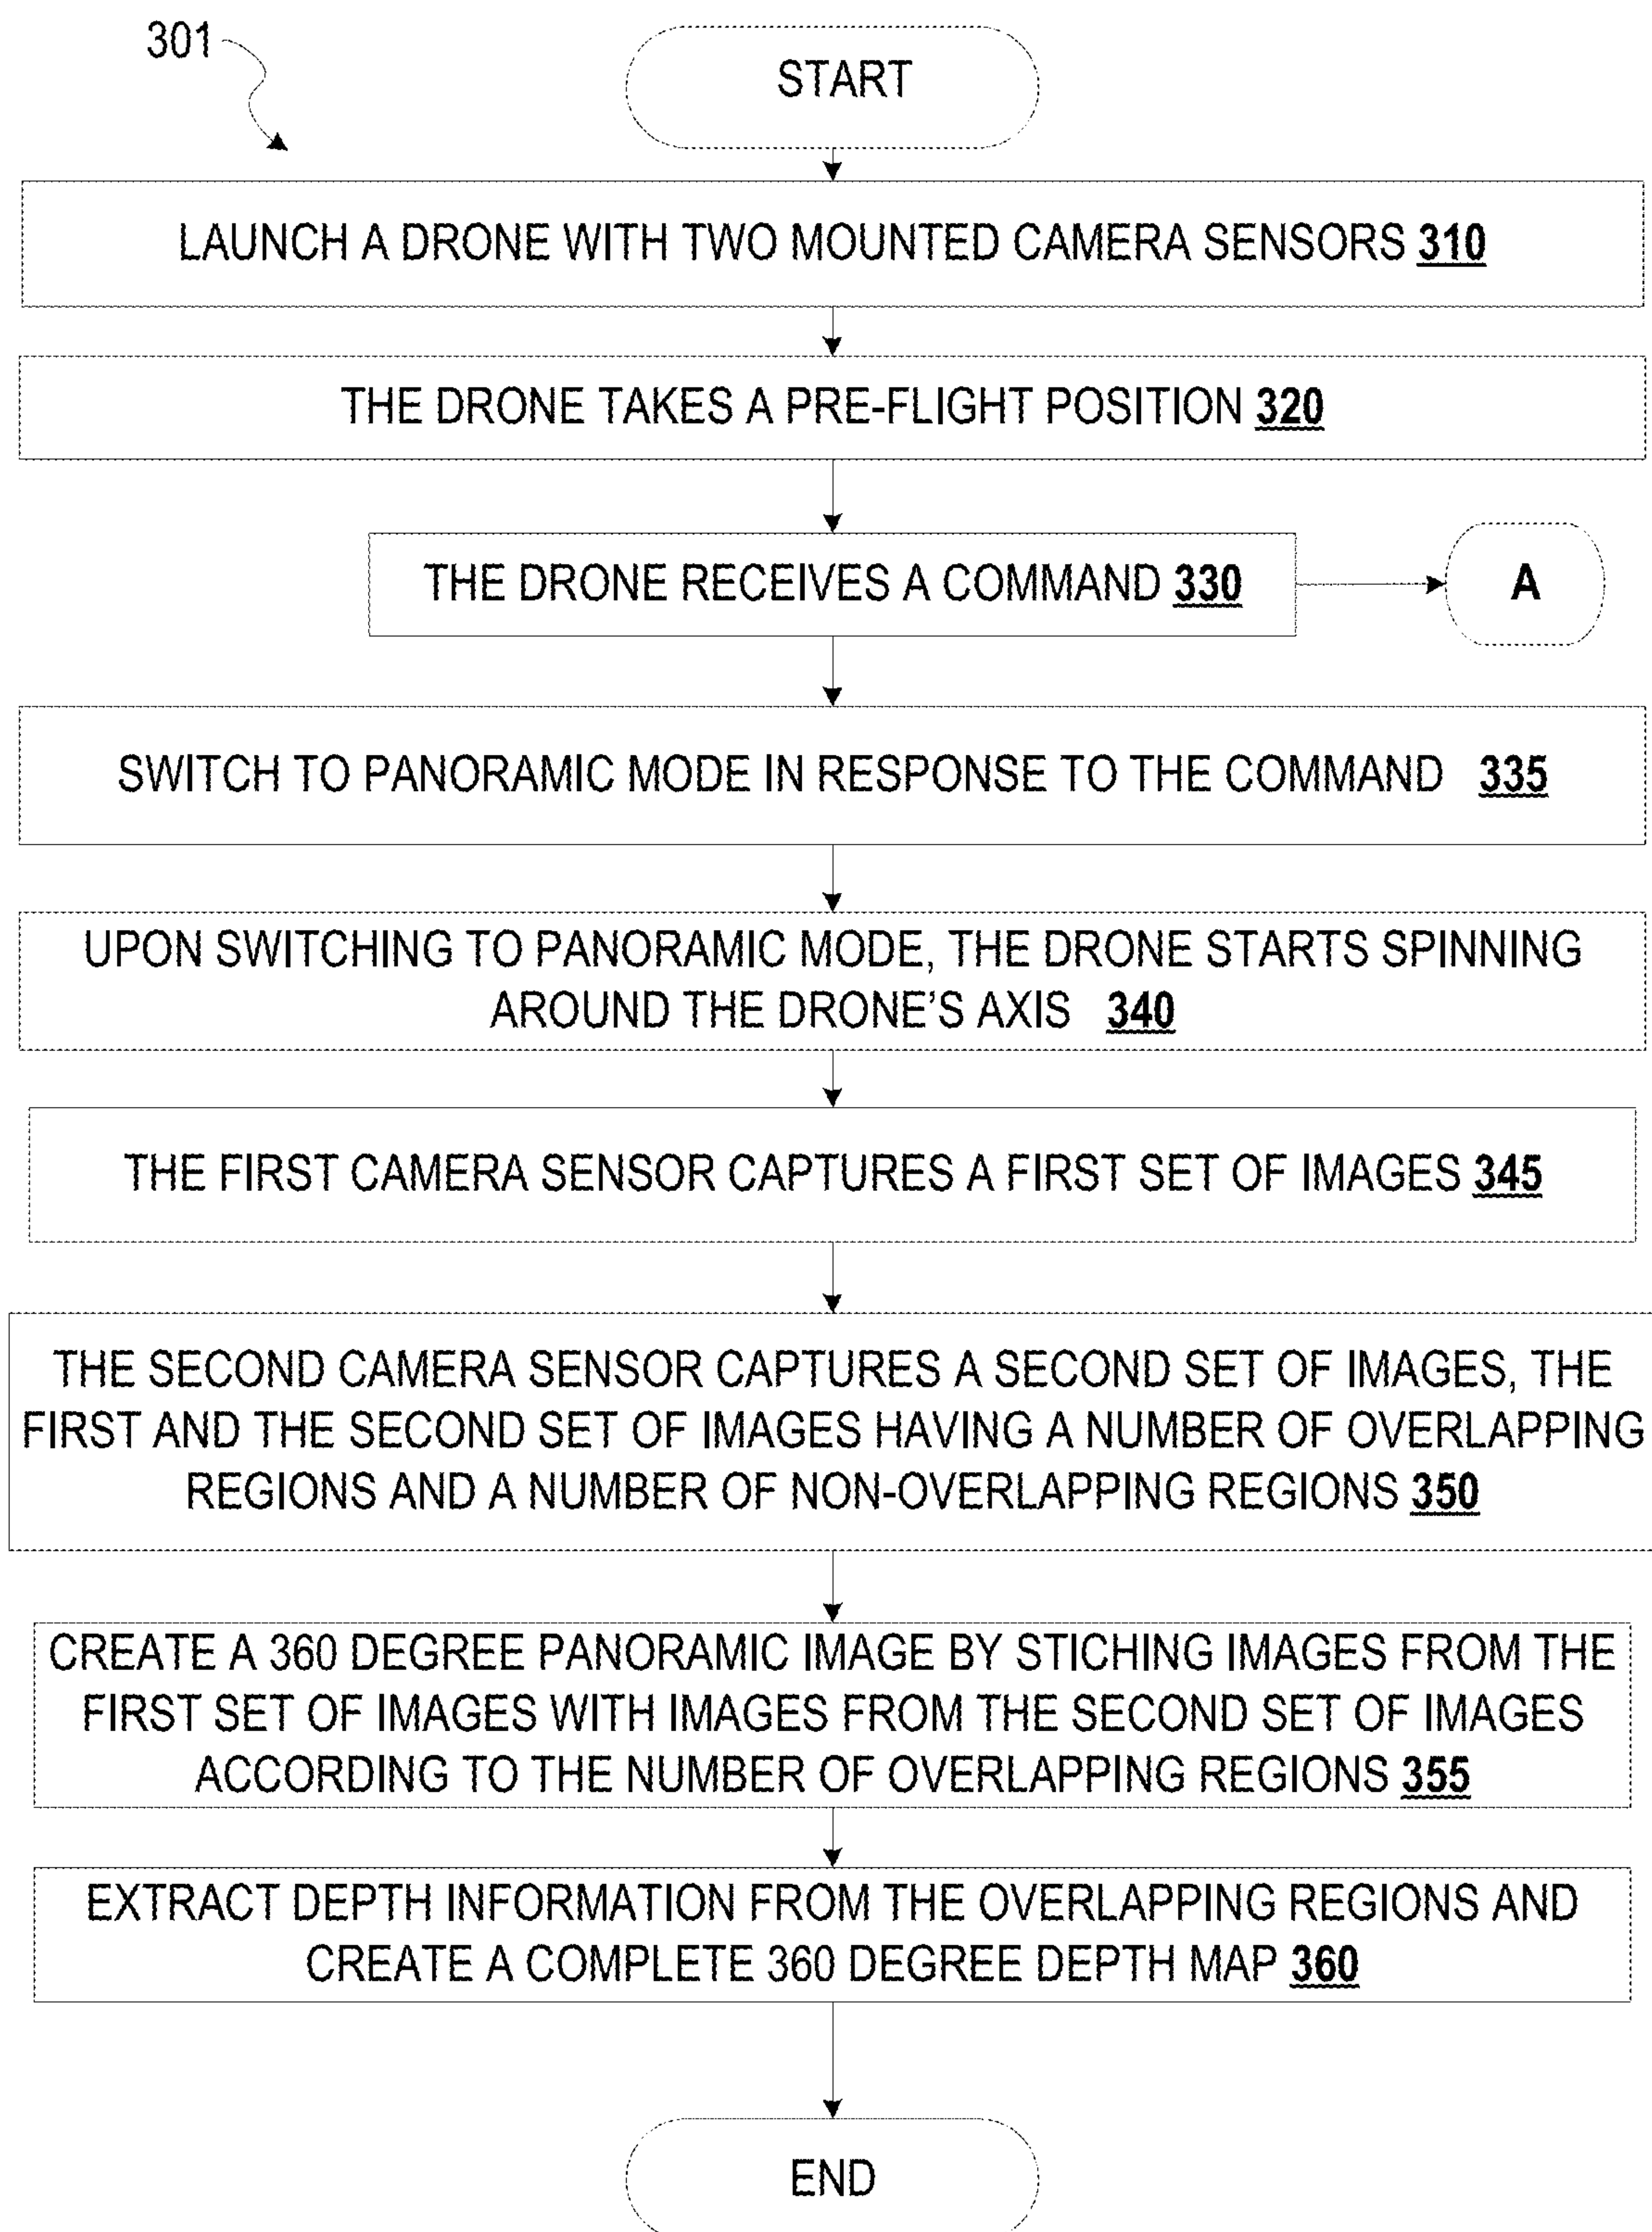 301
START
LAUNCH A DRONE WITH TWO MOUNTED CAMERA SENSORS 310
THE DRONE TAKES A PRE-FLIGHT POSITION 320
THE DRONE RECEIVES A COMMAND 330
A
SWITCH TO PANORAMIC MODE IN RESPONSE TO THE COMMAND 335
UPON SWITCHING TO PANORAMIC MODE, THE DRONE STARTS SPINNING
AROUND THE DRONE'S AXIS 340
THE FIRST CAMERA SENSOR CAPTURES A FIRST SET OF IMAGES 345
THE SECOND CAMERA SENSOR CAPTURES A SECOND SET OF IMAGES, THE
FIRST AND THE SECOND SET OF IMAGES HAVING A NUMBER OF OVERLAPPING
REGIONS AND A NUMBER OF NON-OVERLAPPING REGIONS 350
CREATE A 360 DEGREE PANORAMIC IMAGE BY STICHING IMAGES FROM THE
FIRST SET OF IMAGES WITH IMAGES FROM THE SECOND SET OF IMAGES
ACCORDING TO THE NUMBER OF OVERLAPPING REGIONS 355
EXTRACT DEPTH INFORMATION FROM THE OVERLAPPING REGIONS AND
CREATE A COMPLETE 360 DEGREE DEPTH MAP 360
END